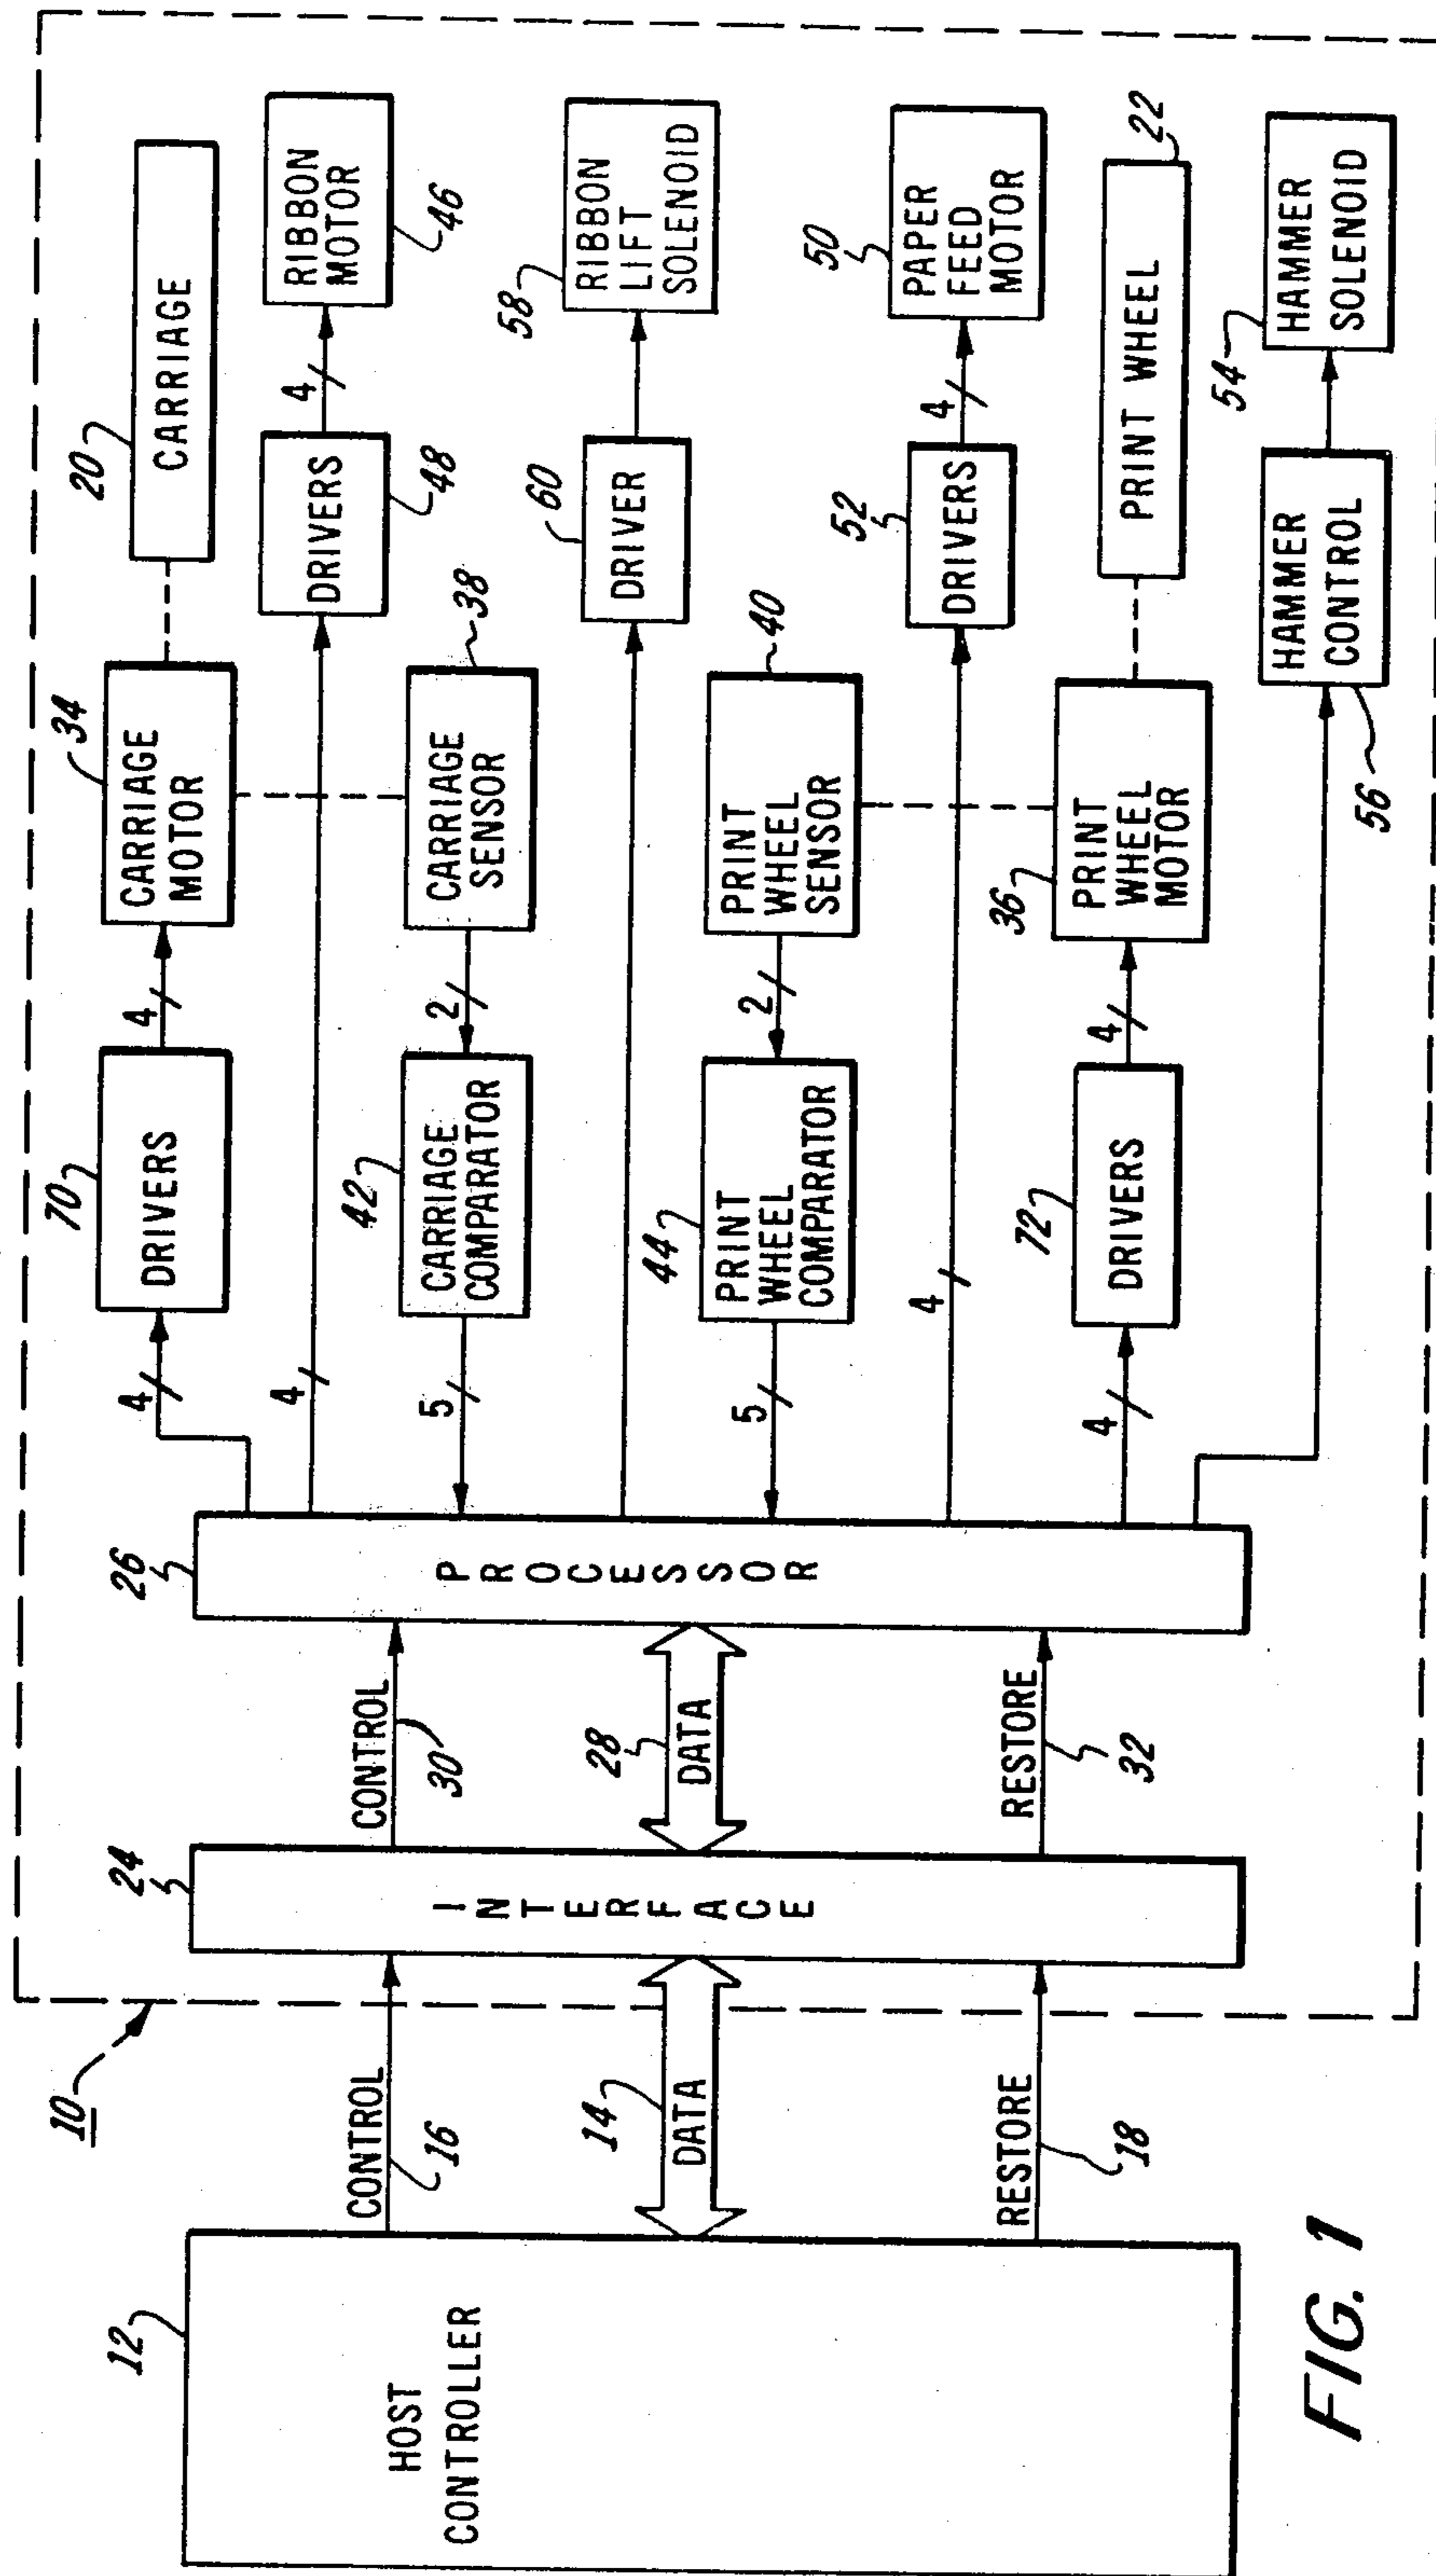 10
12
HOST
CONTROLLER
CONTROL
16
14
DATA
RESTORE
18
24
INTERFACE
CONTROL
30
28
DATA
RESTORE
32
26
PROCESSOR
4
70
DRIVERS
4
34
CARRIAGE
MOTOR
20
CARRIAGE
4
DRIVERS
48
4
RIBBON
MOTOR
46
5
42
CARRIAGE
COMPARATOR
2
CARRIAGE
SENSOR
38
60
DRIVER
58
RIBBON
LIFT
SOLENOID
5
44
PRINT
WHEEL
COMPARATOR
2
PRINT
WHEEL
SENSOR
40
4
52
DRIVERS
4
50
PAPER
FEED
MOTOR
4
72
DRIVERS
4
36
PRINT
WHEEL
MOTOR
PRINT WHEEL
22
56
HAMMER
CONTROL
54
HAMMER
SOLENOID
FIG. 1